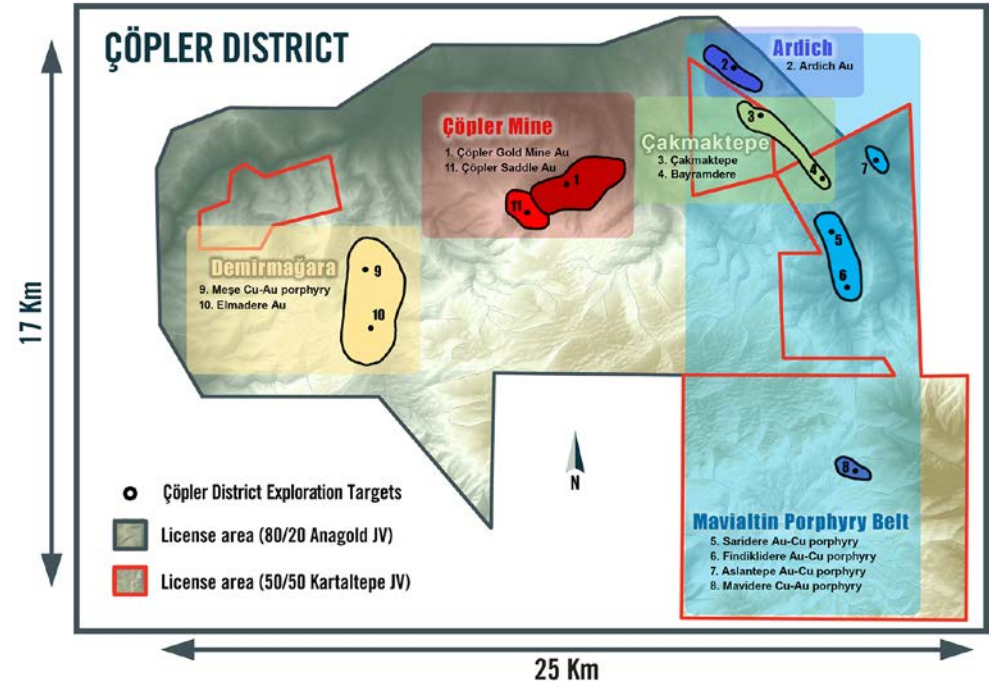 ÇÖPLER DISTRICT
Ardich
2. Ardich Au
2
Çöpler Mine
1. Çöpler Gold Mine Au
11. Çöpler Saddle Au
1
11
Çakmaktepe
3. Çakmaktepe
4. Bayramdere
3
4
7
5
6
Demirmağara
9. Meşe Cu-Au porphyry
10. Elmadere Au
9
10
17 Km
N
8
Mavialtin Porphyry Belt
5. Saridere Au-Cu porphyry
6. Findiklidere Au-Cu porphyry
7. Aslantepe Au-Cu porphyry
8. Mavidere Cu-Au porphyry
Çöpler District Exploration Targets
License area (80/20 Anagold JV)
License area (50/50 Kartaltepe JV)
25 Km